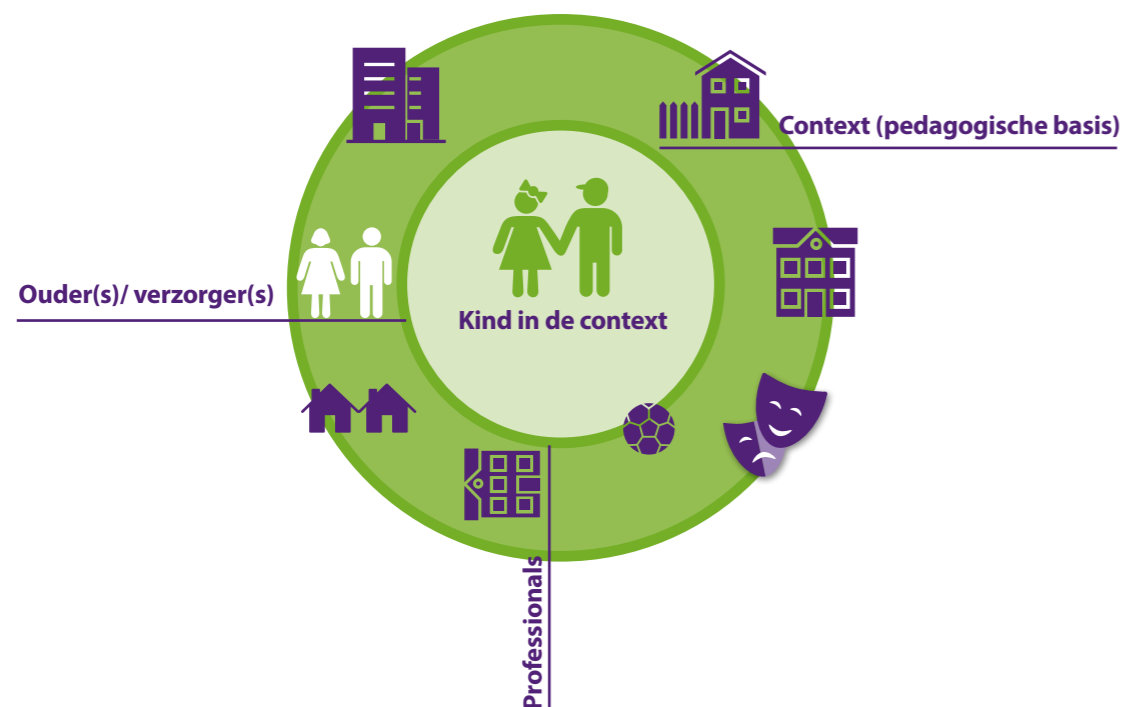 Context (pedagogische basis)
Ouder(s)/ verzorger(s)
Kind in de context
Professionals